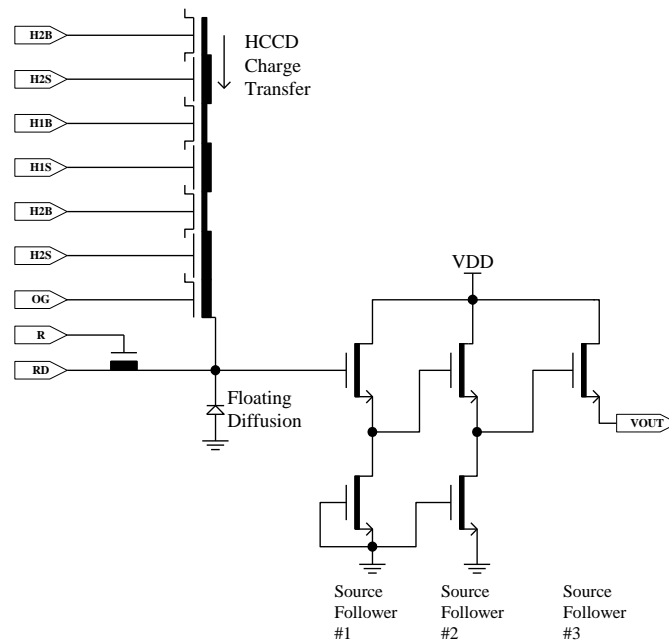 H2B
H2S
H1B
H1S
H2B
H2S
OG
R
RD
HCCD
Charge
Transfer
VDD
Floating
Diffusion
VOUT
Source
Follower
#1
Source
Follower
#2
Source
Follower
#3